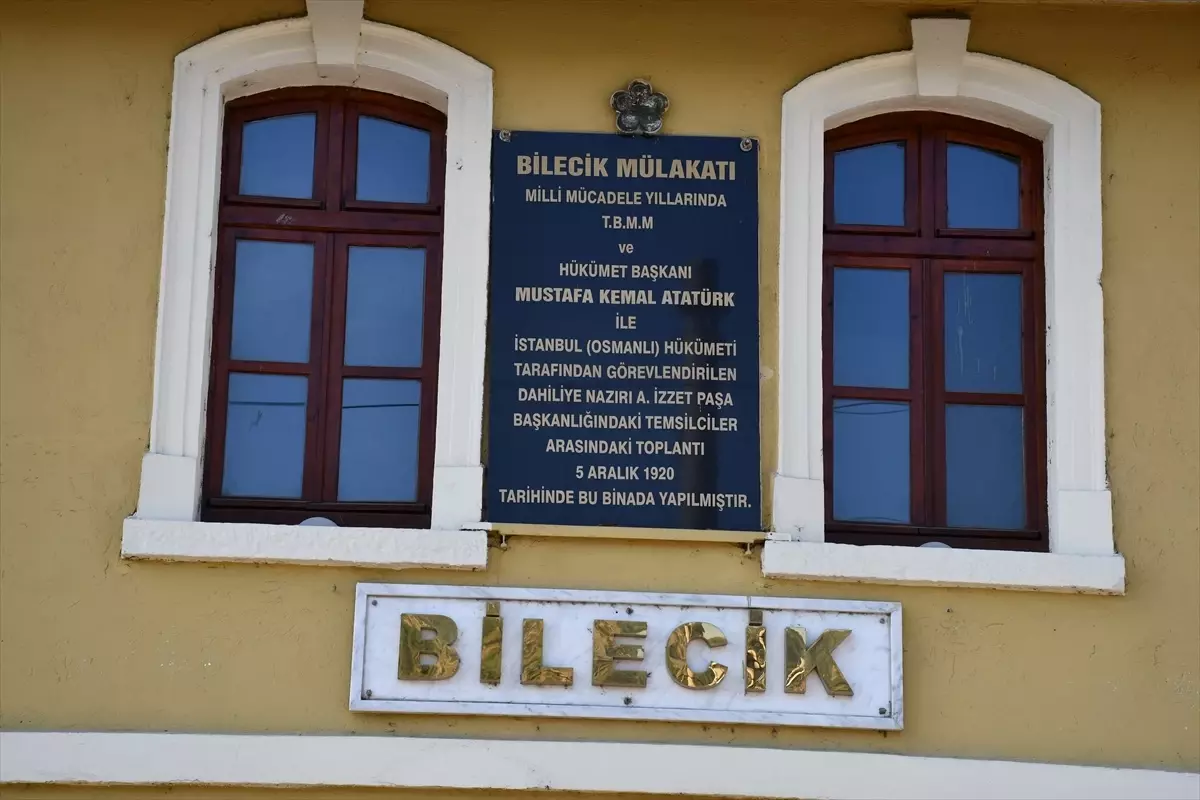 BİLECİK MÜLAKATI
MİLLİ MÜCADELE YILLARINDA
T.B.M.M
ve
HÜKÜMET BAŞKANI
MUSTAFA KEMAL ATATÜRK
İLE
İSTANBUL (OSMANLI) HÜKÜMETİ
TARAFINDAN GÖREVLENDİRİLEN
DAHİLİYE NAZIRI A. İZZET PAŞA
BAŞKANLIĞINDAKİ TEMSİLCİLER
ARASINDAKİ TOPLANTI
5 ARALIK 1920
TARİHİNDE BU BİNADA YAPILMIŞTIR.
BİLECİK